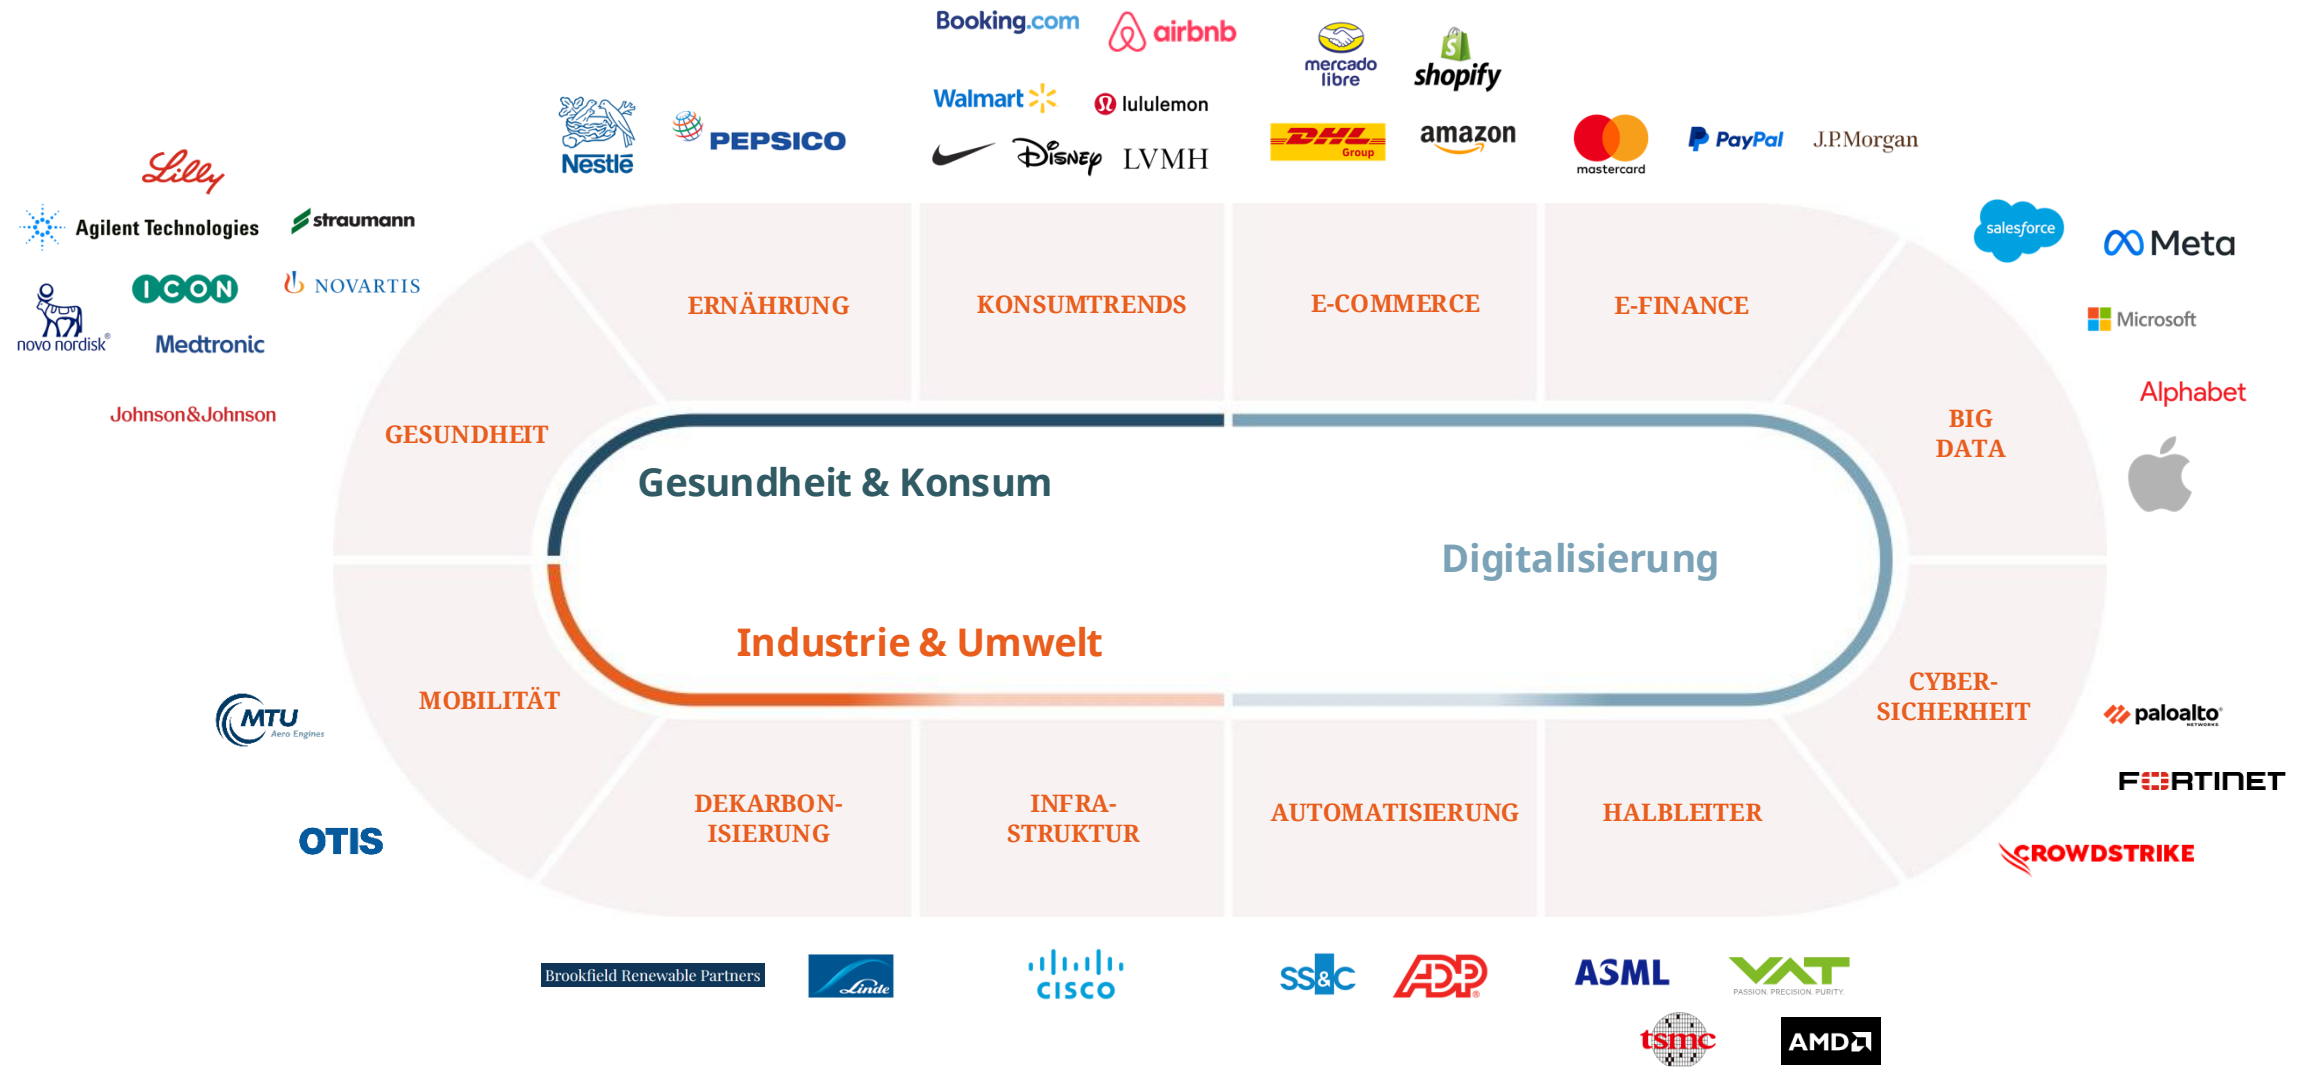 Booking.com
airbnb
mercado
libre
shopify
Walmart
lululemon
Nestlē
PEPSICO
DISNEY
LVMH
DHL
Group
amazon
mastercard
PayPal
J.P.Morgan
Lilly
Agilent Technologies
straumann
ICON
NOVARTIS
novo nordisk®
Medtronic
Johnson&Johnson
salesforce
Meta
Microsoft
Alphabet
ERNÄHRUNG
KONSUMTRENDS
E-COMMERCE
E-FINANCE
GESUNDHEIT
BIG
DATA
Gesundheit & Konsum
Digitalisierung
Industrie & Umwelt
MOBILITÄT
CYBER-
SICHERHEIT
MTU
Aero Engines
OTIS
paloalto®
NETWORKS
FORTINET
CROWDSTRIKE
DEKARBON-
ISIERUNG
INFRA-
STRUKTUR
AUTOMATISIERUNG
HALBLEITER
Brookfield Renewable Partners
Linde
CISCO
SS&C
ADP®
ASML
VAT
PASSION. PRECISION. PURITY.
tsmc
AMD